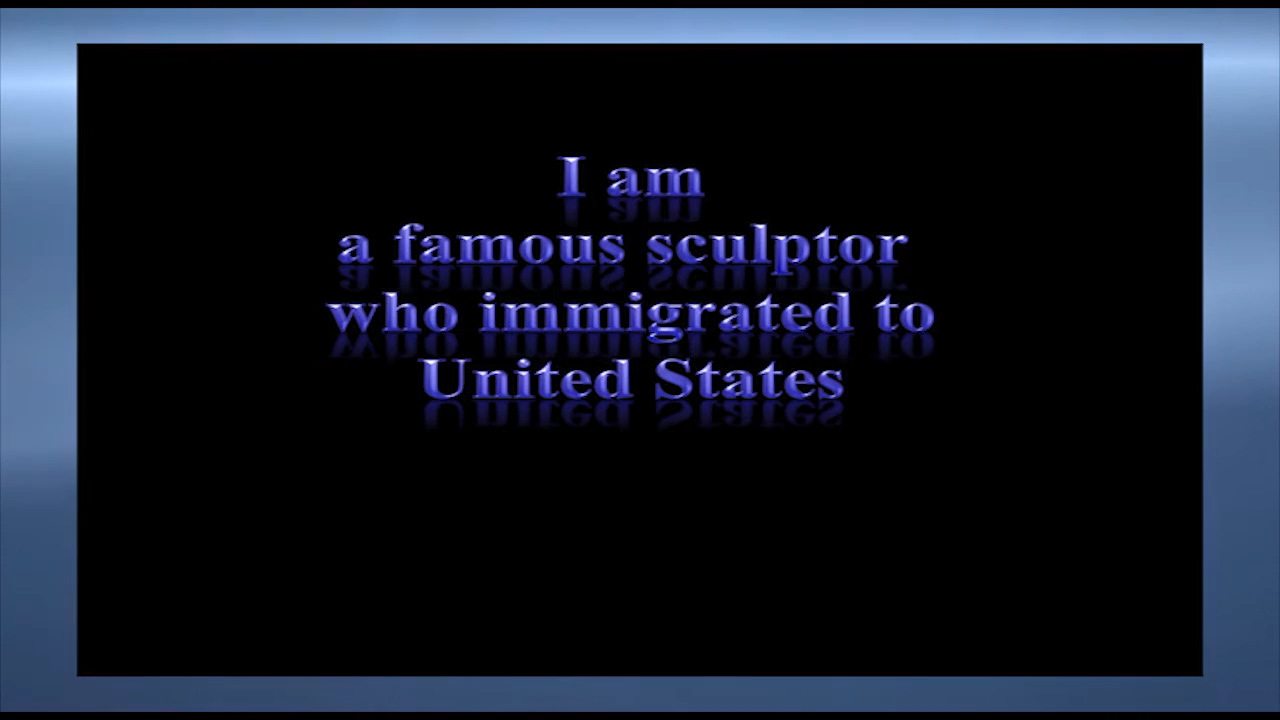 I am
a famous sculptor
who immigrated to
United States